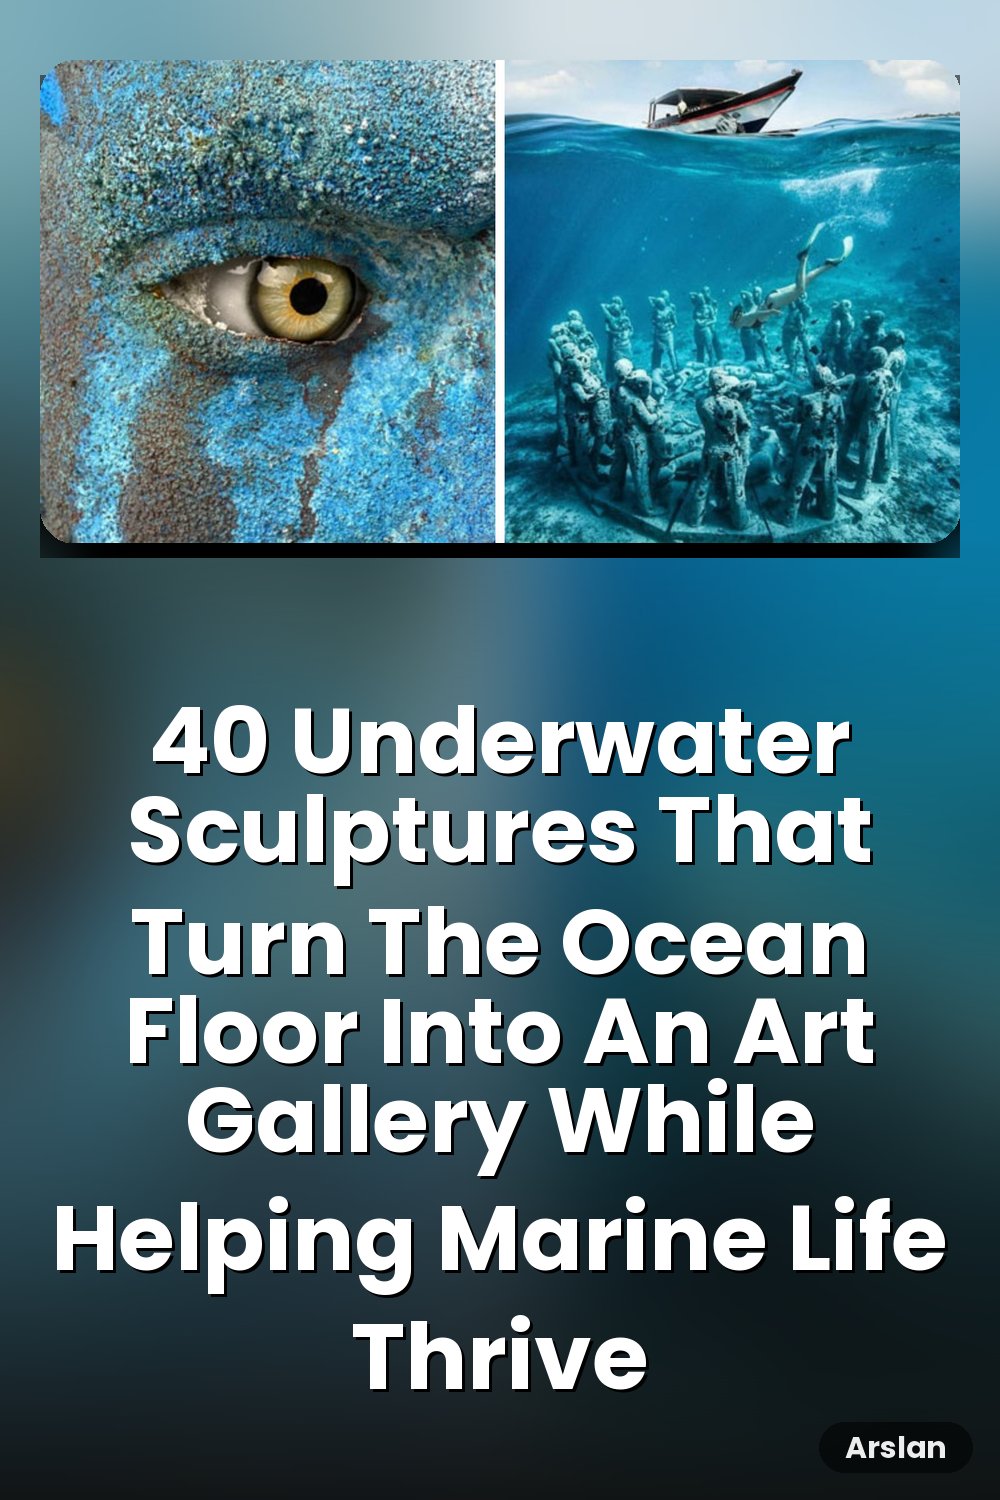 40 Underwater
Sculptures That
Turn The Ocean
Floor Into An Art
Gallery While
Helping Marine Life
Thrive
Arslan